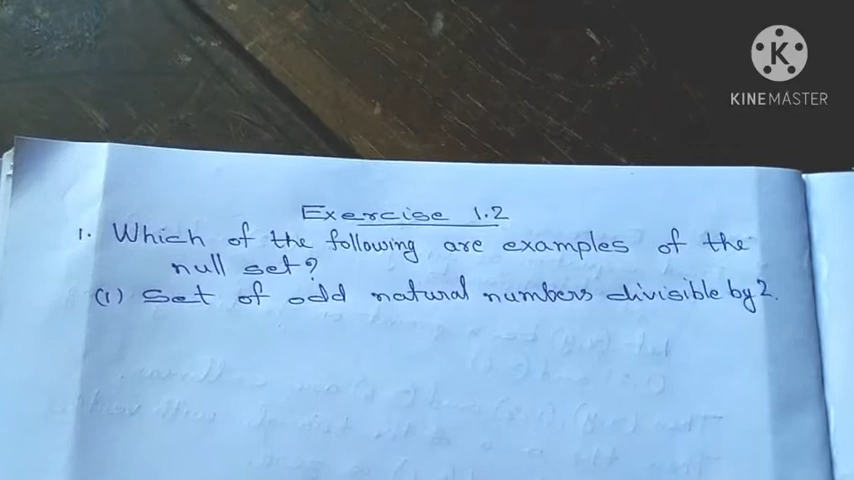 KINEMASTER
Exercise 1.2
1. Which of the following are examples of the
null set?
(1) Set of odd natural numbers divisible by 2.